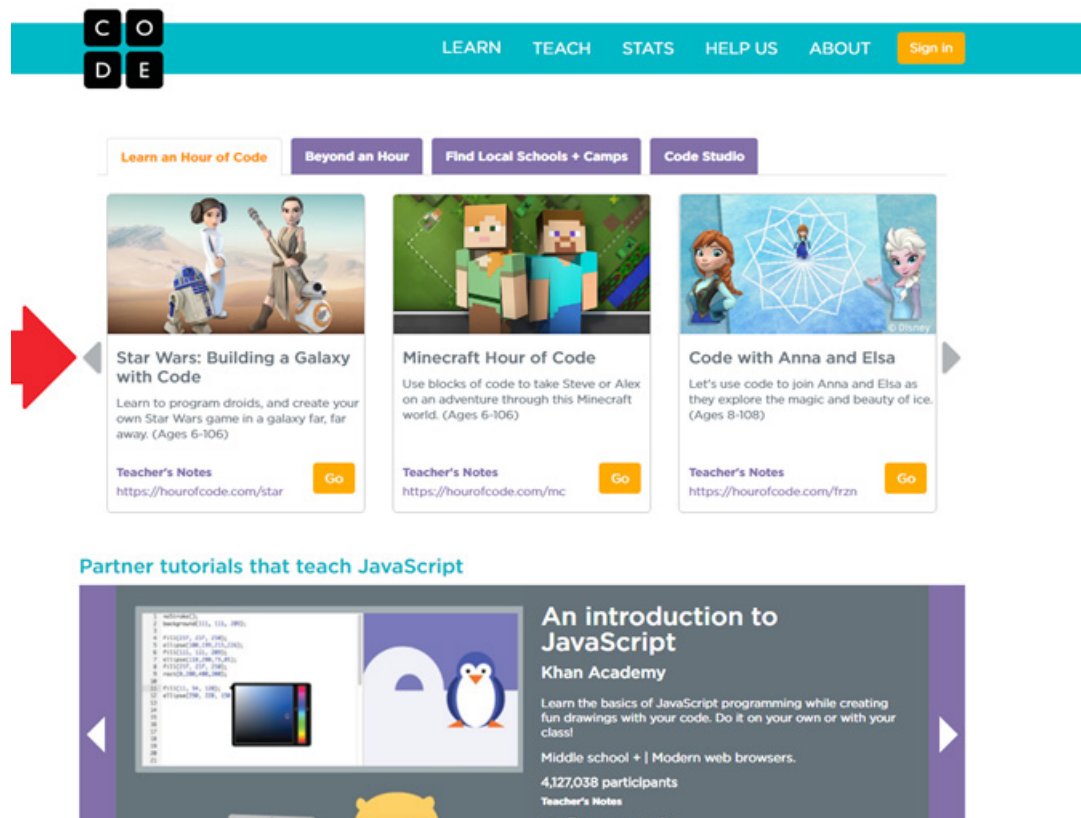 C O
D E
LEARN TEACH STATS HELP US ABOUT Sign in
Learn an Hour of Code Beyond an Hour Find Local Schools + Camps Code Studio
© Disney
Star Wars: Building a Galaxy
with Code
Learn to program droids, and create your
own Star Wars game in a galaxy far, far
away. (Ages 6-106)
Teacher's Notes
https://hourofcode.com/star
Go
Minecraft Hour of Code
Use blocks of code to take Steve or Alex
on an adventure through this Minecraft
world. (Ages 6-106)
Teacher's Notes
https://hourofcode.com/mc
Go
Code with Anna and Elsa
Let's use code to join Anna and Elsa as
they explore the magic and beauty of ice.
(Ages 8-108)
Teacher's Notes
https://hourofcode.com/frzn
Go
Partner tutorials that teach JavaScript
An introduction to
JavaScript
Khan Academy
Learn the basics of JavaScript programming while creating
fun drawings with your code. Do it on your own or with your
class!
Middle school + | Modern web browsers.
4,127,038 participants
Teacher's Notes